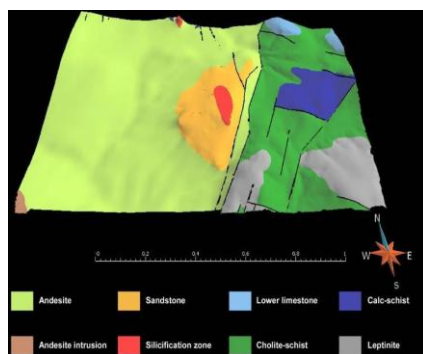 N
W E
S
0 0,2 0,4 0,6 0,8 1
Andesite Sandstone Lower limestone Calc-schist
Andesite intrusion Silicification zone Cholite-schist Leptinite